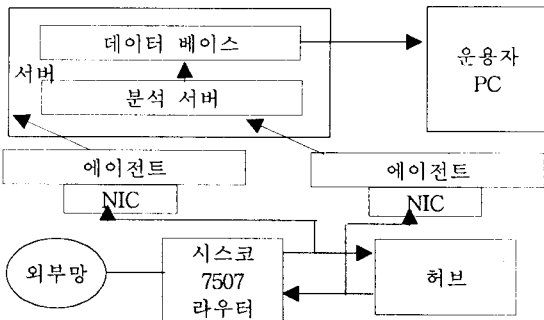 데이터 베이스
서버
분석 서버
운용자
PC
에이전트
NIC
에이전트
NIC
외부망
시스코
7507
라우터
허브